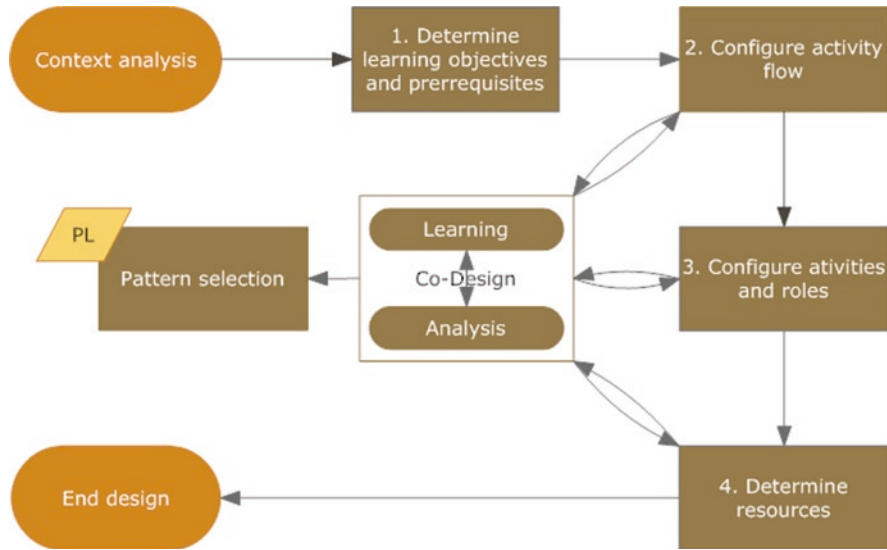 Context analysis
1. Determine
learning objectives
and prerrequisites
2. Configure activity
flow
PL
Pattern selection
Learning
Co-Design
Analysis
3. Configure ativities
and roles
End design
4. Determine
resources